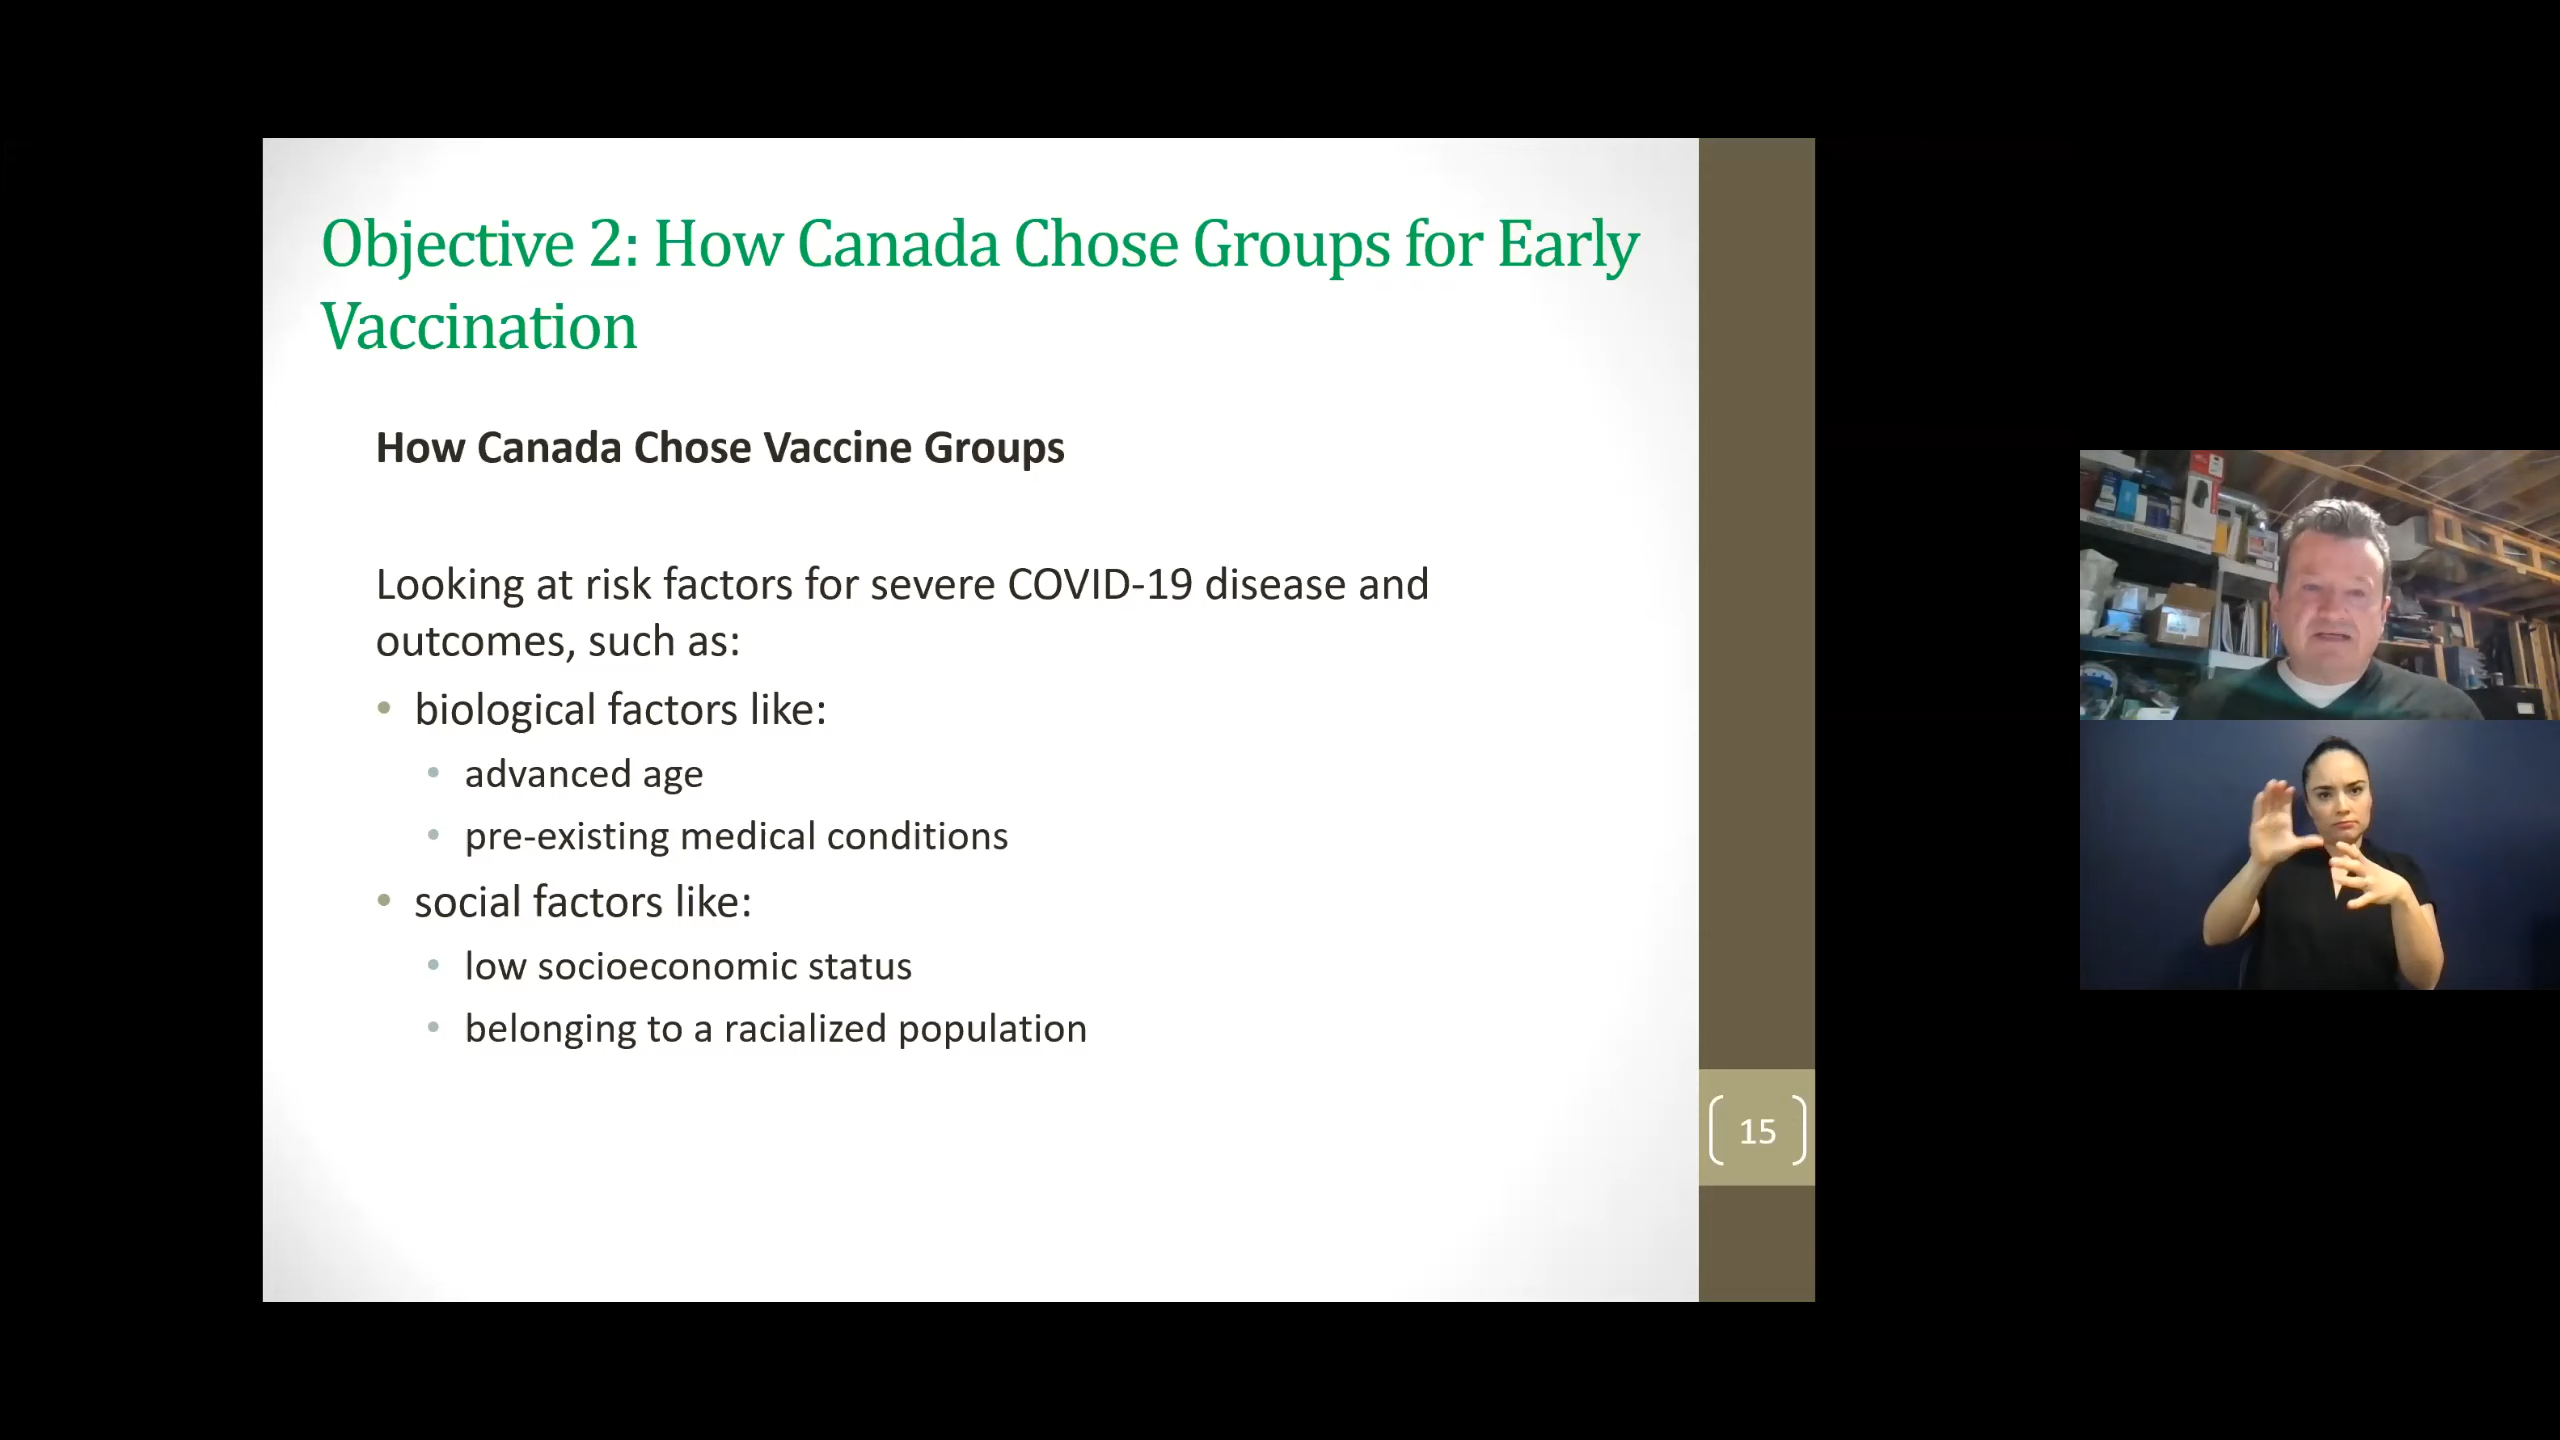 Objective 2: How Canada Chose Groups for Early
Vaccination
How Canada Chose Vaccine Groups
Looking at risk factors for severe COVID-19 disease and
outcomes, such as:
• biological factors like:
• advanced age
• pre-existing medical conditions
• social factors like:
• low socioeconomic status
• belonging to a racialized population
15